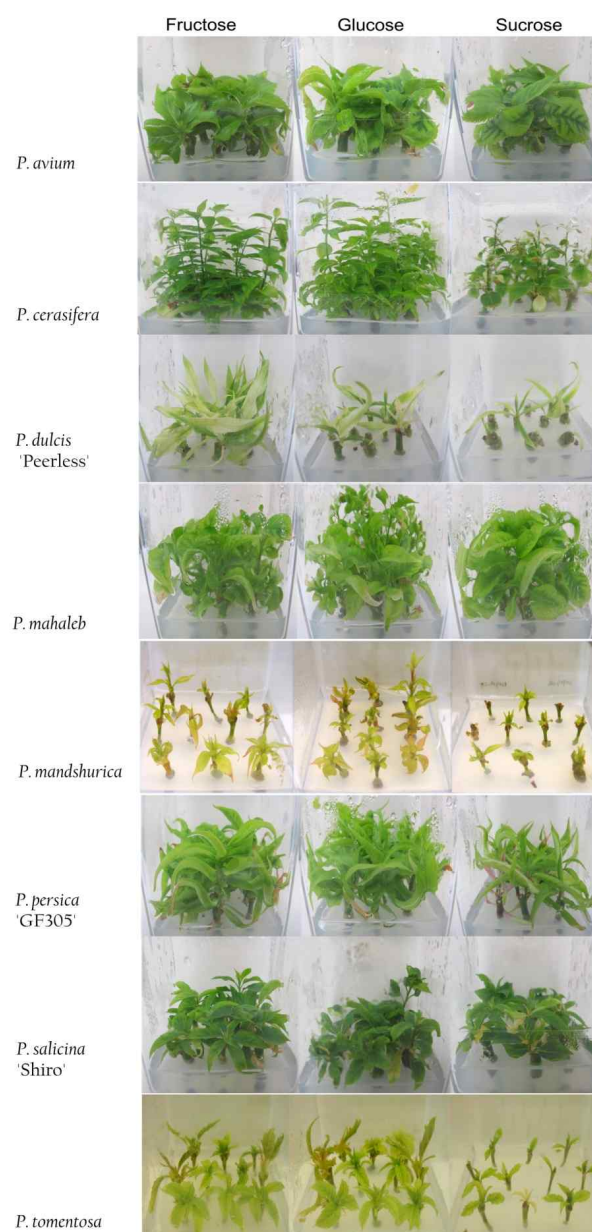 Fructose Glucose Sucrose
P. avium
P. cerasifera
P. dulcis
'Peerless'
P. mahaleb
P. mandshurica
P. persica
'GF305'
P. salicina
'Shiro'
P. tomentosa